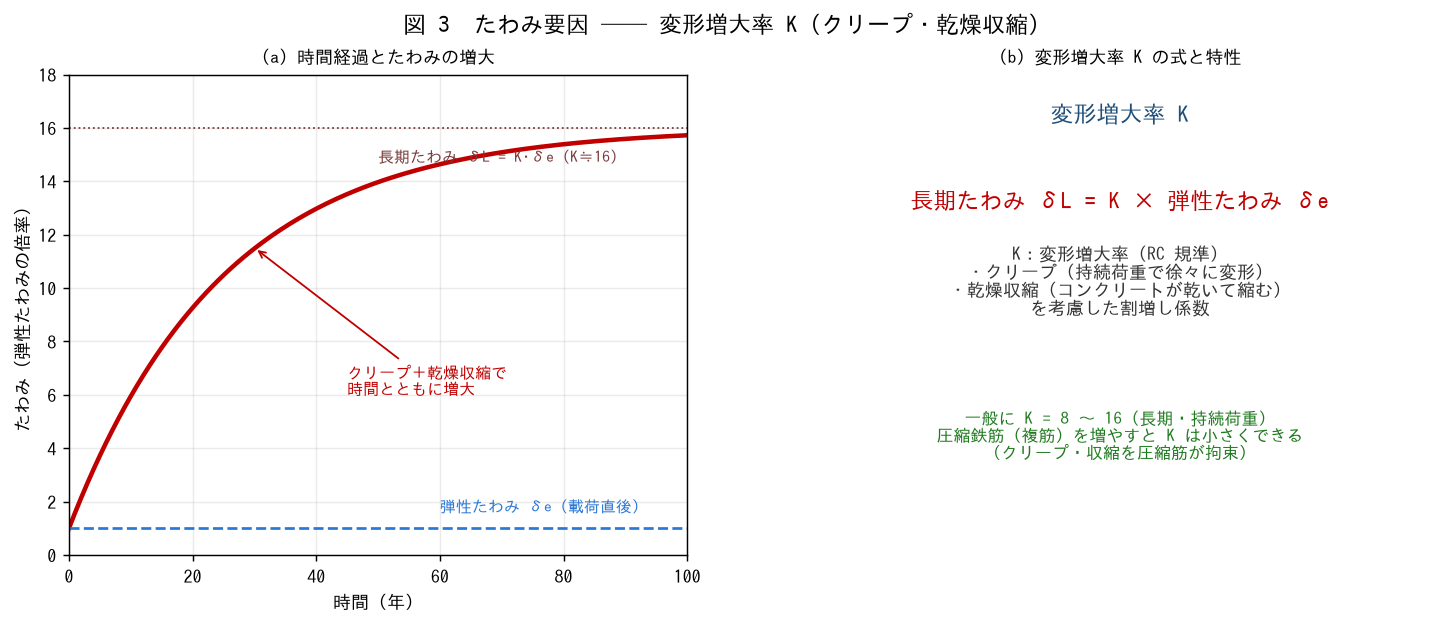 図 3　たわみ要因 ―― 変形増大率 K（クリープ・乾燥収縮）
(a) 時間経過とたわみの増大
たわみ（弾性たわみの倍率）
18
16
14
12
10
8
6
4
2
0
長期たわみ δL = K·δe（K≒16）
クリープ＋乾燥収縮で
時間とともに増大
弾性たわみ δe（載荷直後）
0 20 40 60 80 100
時間（年）
(b) 変形増大率 K の式と特性
変形増大率 K
長期たわみ δL = K × 弾性たわみ δe
K：変形増大率（RC 規準）
・クリープ（持続荷重で徐々に変形）
・乾燥収縮（コンクリートが乾いて縮む）
を考慮した割増し係数
一般に K = 8 ～ 16（長期・持続荷重）
圧縮鉄筋（複筋）を増やすと K は小さくできる
（クリープ・収縮を圧縮筋が拘束）